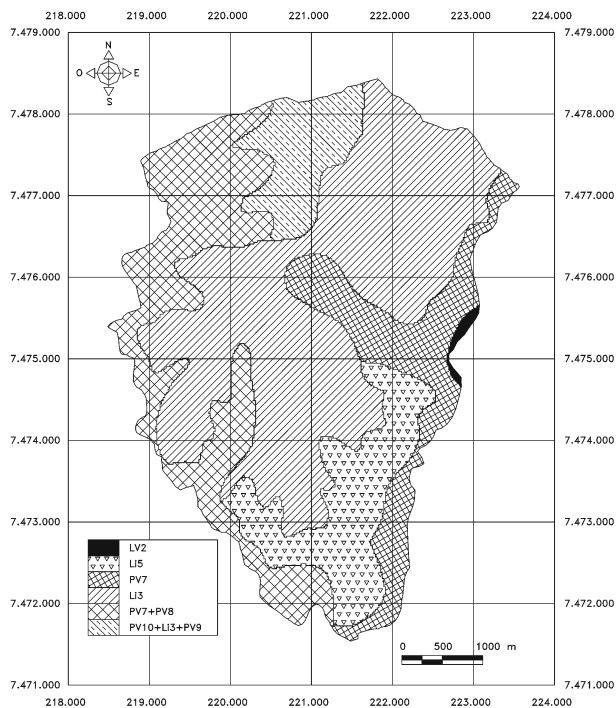 218.000 219.000 220.000 221.000 222.000 223.000 224.000
7.479.000 7.479.000
N
O E
S
7.478.000 7.478.000
7.477.000 7.477.000
7.476.000 7.476.000
7.475.000 7.475.000
7.474.000 7.474.000
7.473.000 7.473.000
LV2
LI5
PV7
LI3
PV7+PV8
PV10+LI3+PV9
7.472.000 7.472.000
0 500 1000 m
7.471.000 7.471.000
218.000 219.000 220.000 221.000 222.000 223.000 224.000